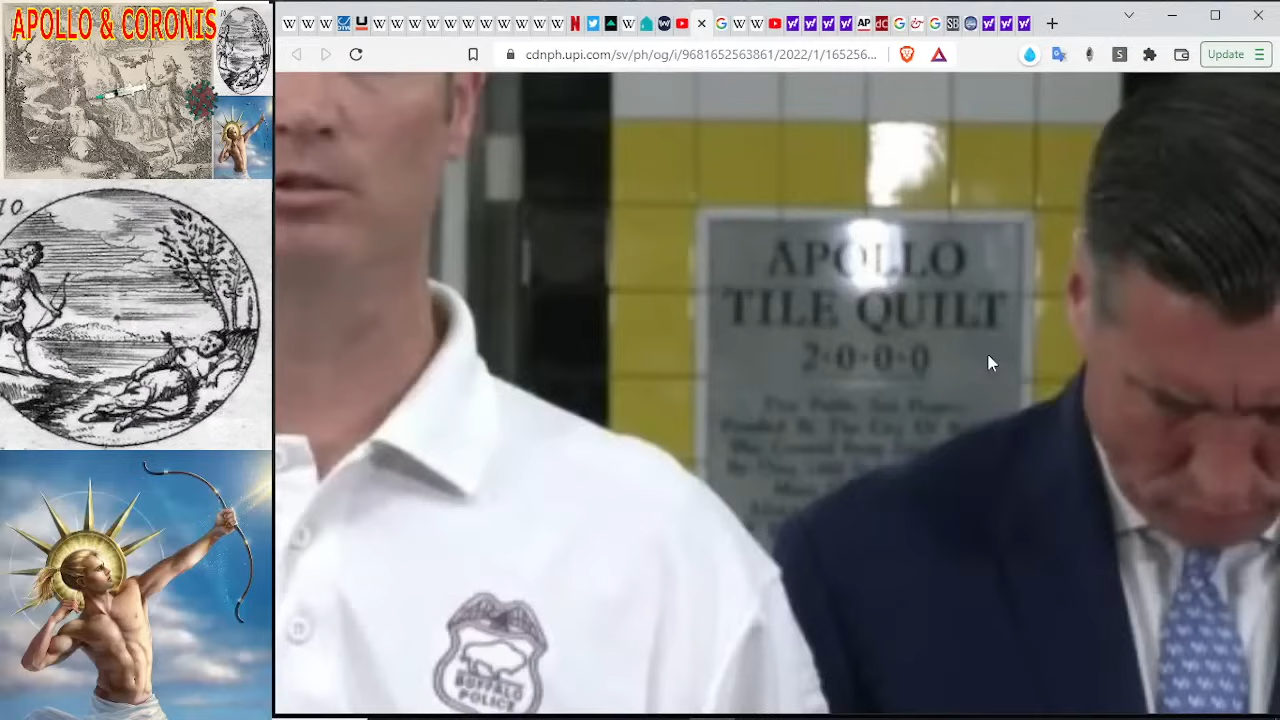 APOLLO & CORONIS
10
cdnph.upi.com/sv/ph/og/i/9681652563861/2022/1/165256...
Update
APOLLO
TILE QUILT
2·0·0·0
BUFFALO
POLICE